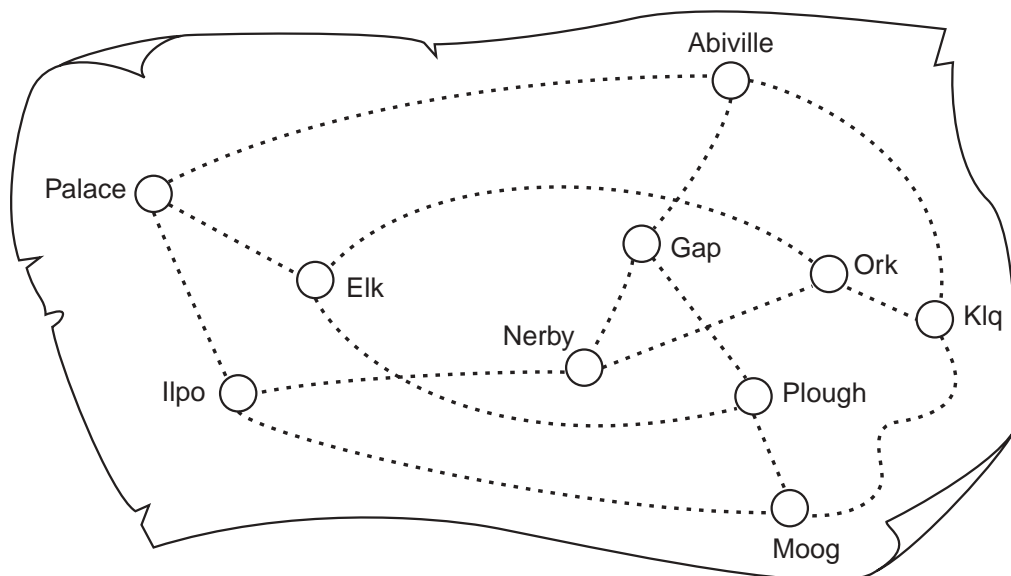 Abiville
Palace
Gap
Ork
Elk
Klq
Nerby
Ilpo
Plough
Moog